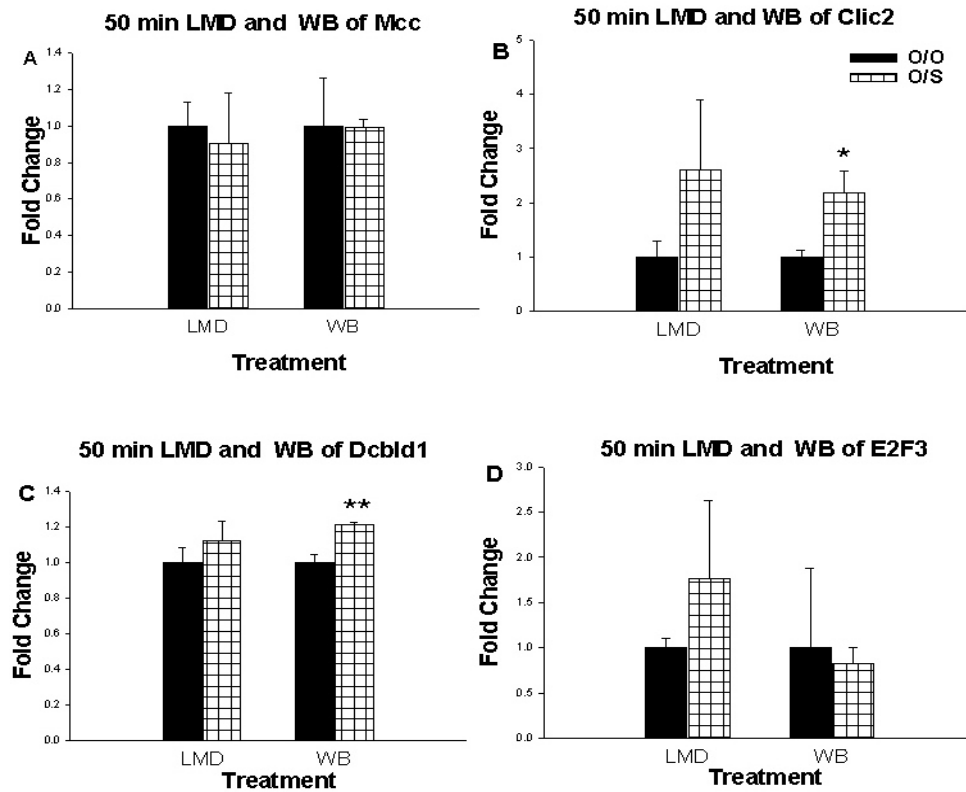 50 min LMD and WB of Mcc
A
1.4
1.2
1.0
0.8
0.6
0.4
0.2
0.0
Fold Change
LMD WB
Treatment
50 min LMD and WB of Clic2
B
5
4
3
2
1
0
Fold Change
O/O
O/S
*
LMD WB
Treatment
50 min LMD and WB of Dcbld1
C
1.4
1.2
1.0
0.8
0.6
0.4
0.2
0.0
Fold Change
**
LMD WB
Treatment
50 min LMD and WB of E2F3
D
3.0
2.5
2.0
1.5
1.0
0.5
0.0
Fold Change
LMD WB
Treatment